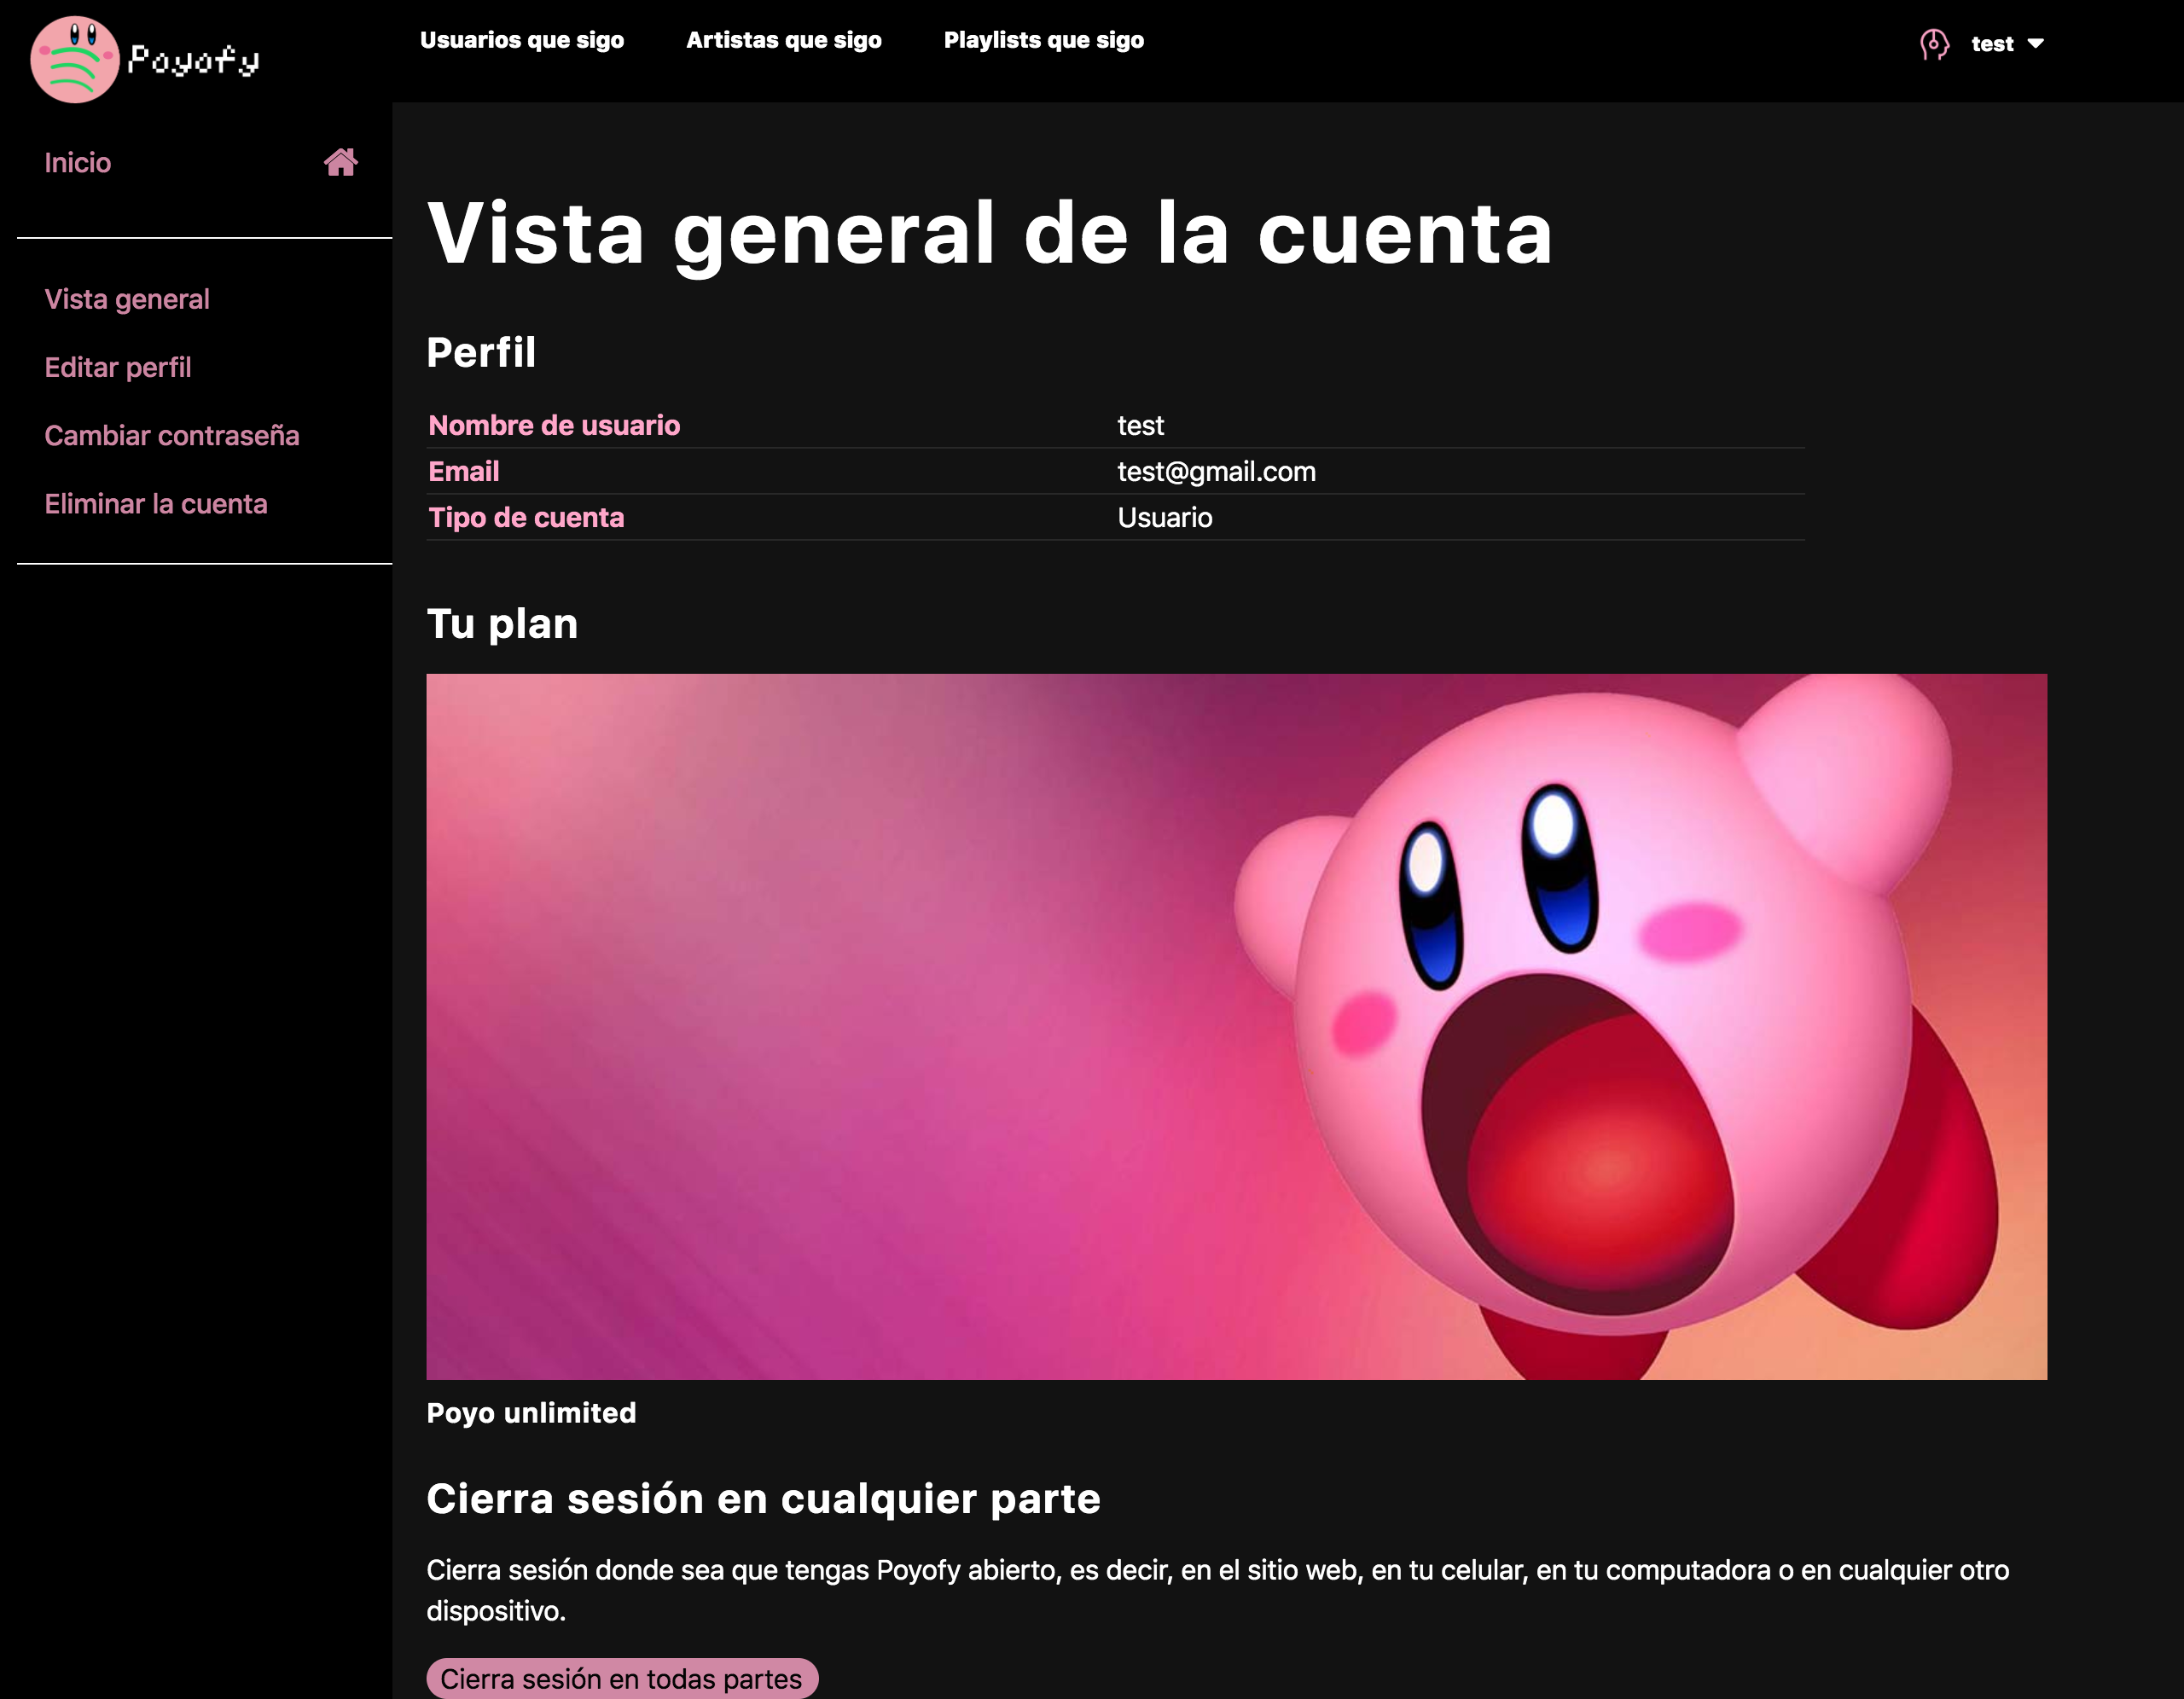 Poyofy
Usuarios que sigo
Artistas que sigo
Playlists que sigo
test
Inicio
Vista general
Editar perfil
Cambiar contraseña
Eliminar la cuenta
Vista general de la cuenta
Perfil
Nombre de usuario test
Email test@gmail.com
Tipo de cuenta Usuario
Tu plan
Poyo unlimited
Cierra sesión en cualquier parte
Cierra sesión donde sea que tengas Poyofy abierto, es decir, en el sitio web, en tu celular, en tu computadora o en cualquier otro
dispositivo.
Cierra sesión en todas partes